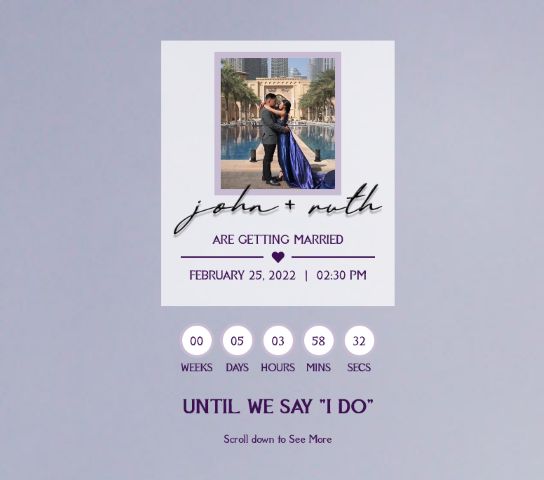 john + ruth
ARE GETTING MARRIED
FEBRUARY 25, 2022 | 02:30 PM
00 05 03 58 32
WEEKS DAYS HOURS MINS SECS
UNTIL WE SAY "I DO"
Scroll down to See More